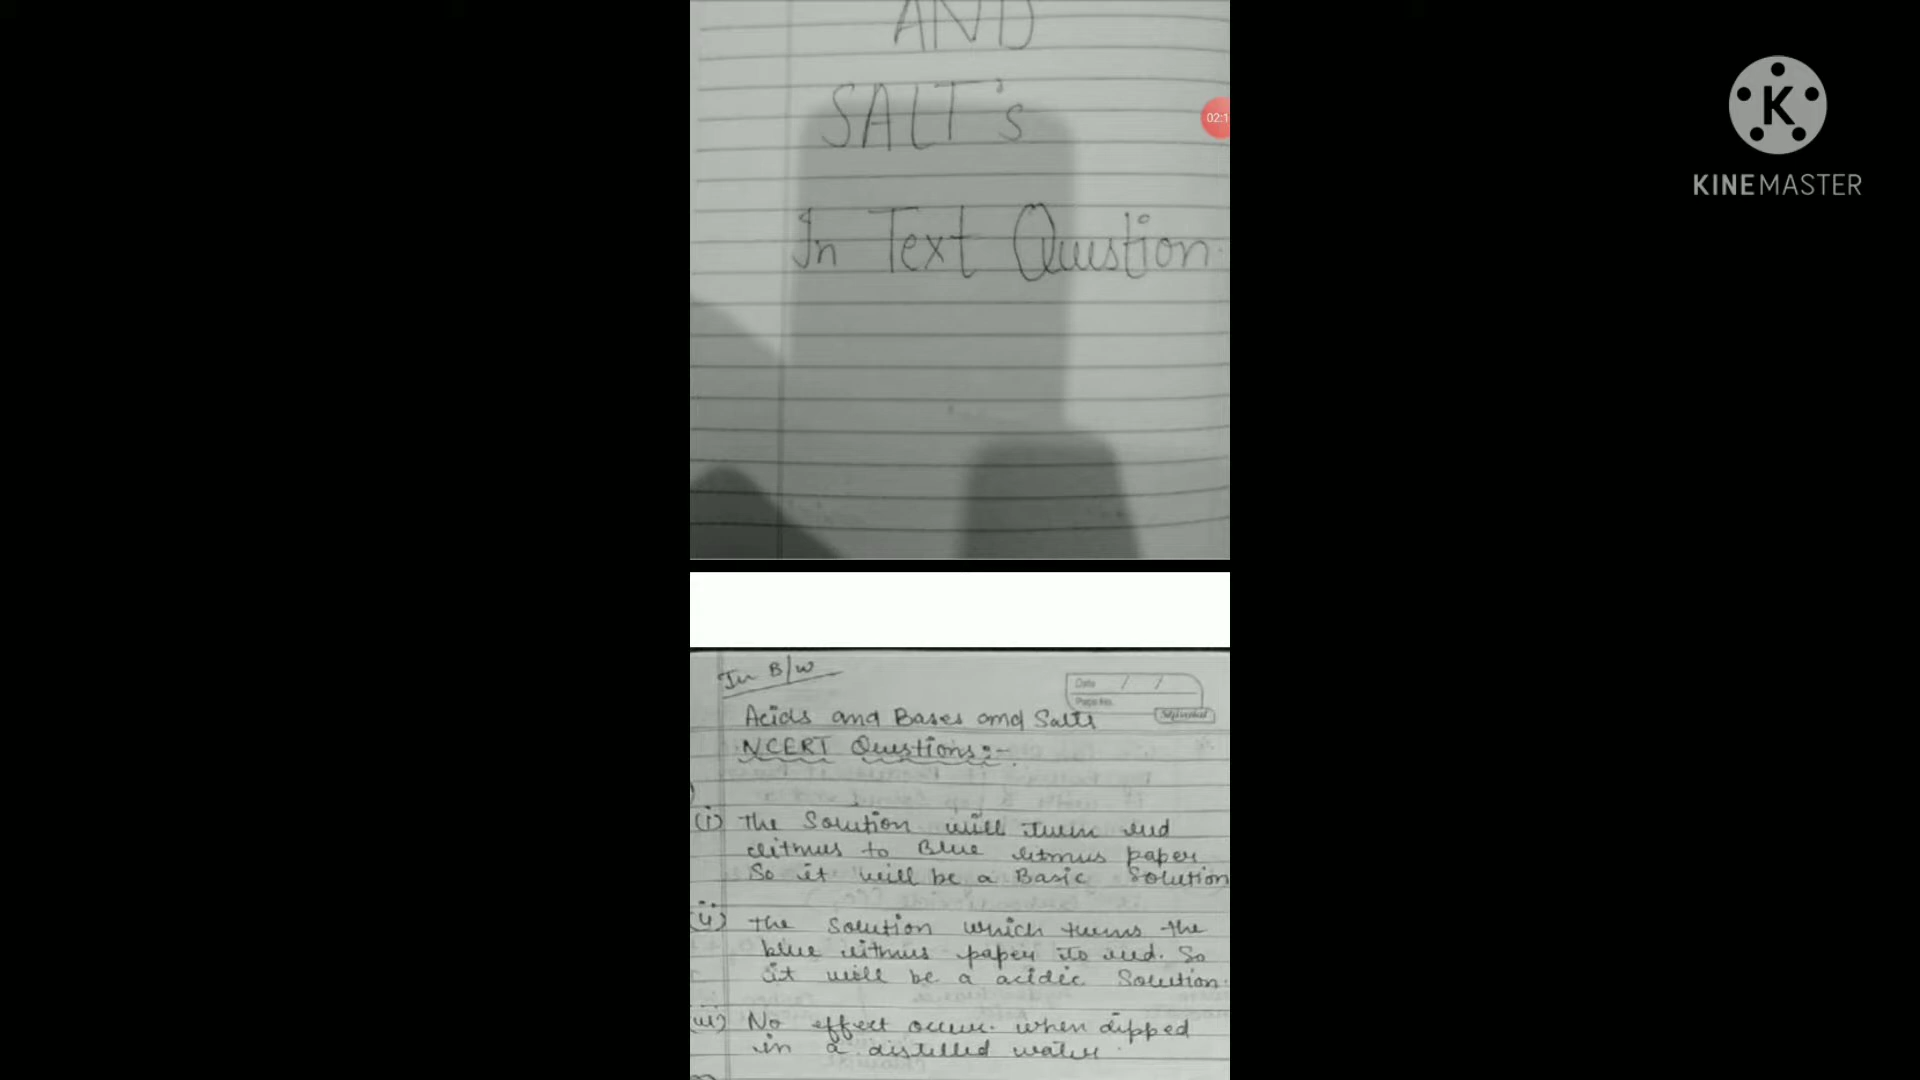 AND
SALT's
In Text Question.
02:1
KINEMASTER
In B/W
Date / /
Page No.
Acids and Bases and Salts
NCERT Questions:-
(i) The Solution will turn red
litmus to Blue litmus paper
So it will be a Basic Solution
(ii) The Solution which turns the
blue litmus paper to red. So
it will be a acidic Solution.
(iii) No effect occur. when dipped
in a distilled water.